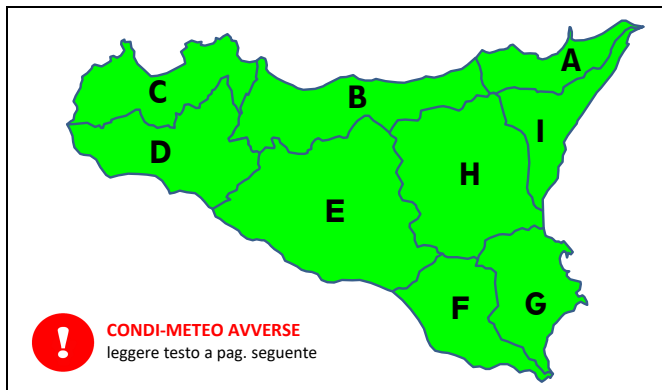 A
C
B
I
D
H
E
F
G
!
CONDI-METEO AVVERSE
leggere testo a pag. seguente